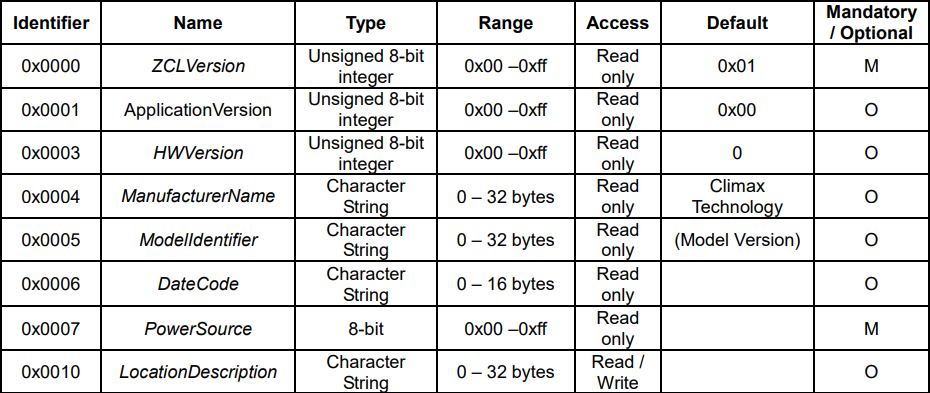 Identifier Name Type Range Access Default Mandatory / Optional
0x0000 ZCLVersion Unsigned 8-bit integer 0x00 –0xff Read only 0x01 M
0x0001 ApplicationVersion Unsigned 8-bit integer 0x00 –0xff Read only 0x00 O
0x0003 HWVersion Unsigned 8-bit integer 0x00 –0xff Read only 0 O
0x0004 ManufacturerName Character String 0 – 32 bytes Read only Climax Technology O
0x0005 ModelIdentifier Character String 0 – 32 bytes Read only (Model Version) O
0x0006 DateCode Character String 0 – 16 bytes Read only O
0x0007 PowerSource 8-bit 0x00 –0xff Read only M
0x0010 LocationDescription Character String 0 – 32 bytes Read / Write O